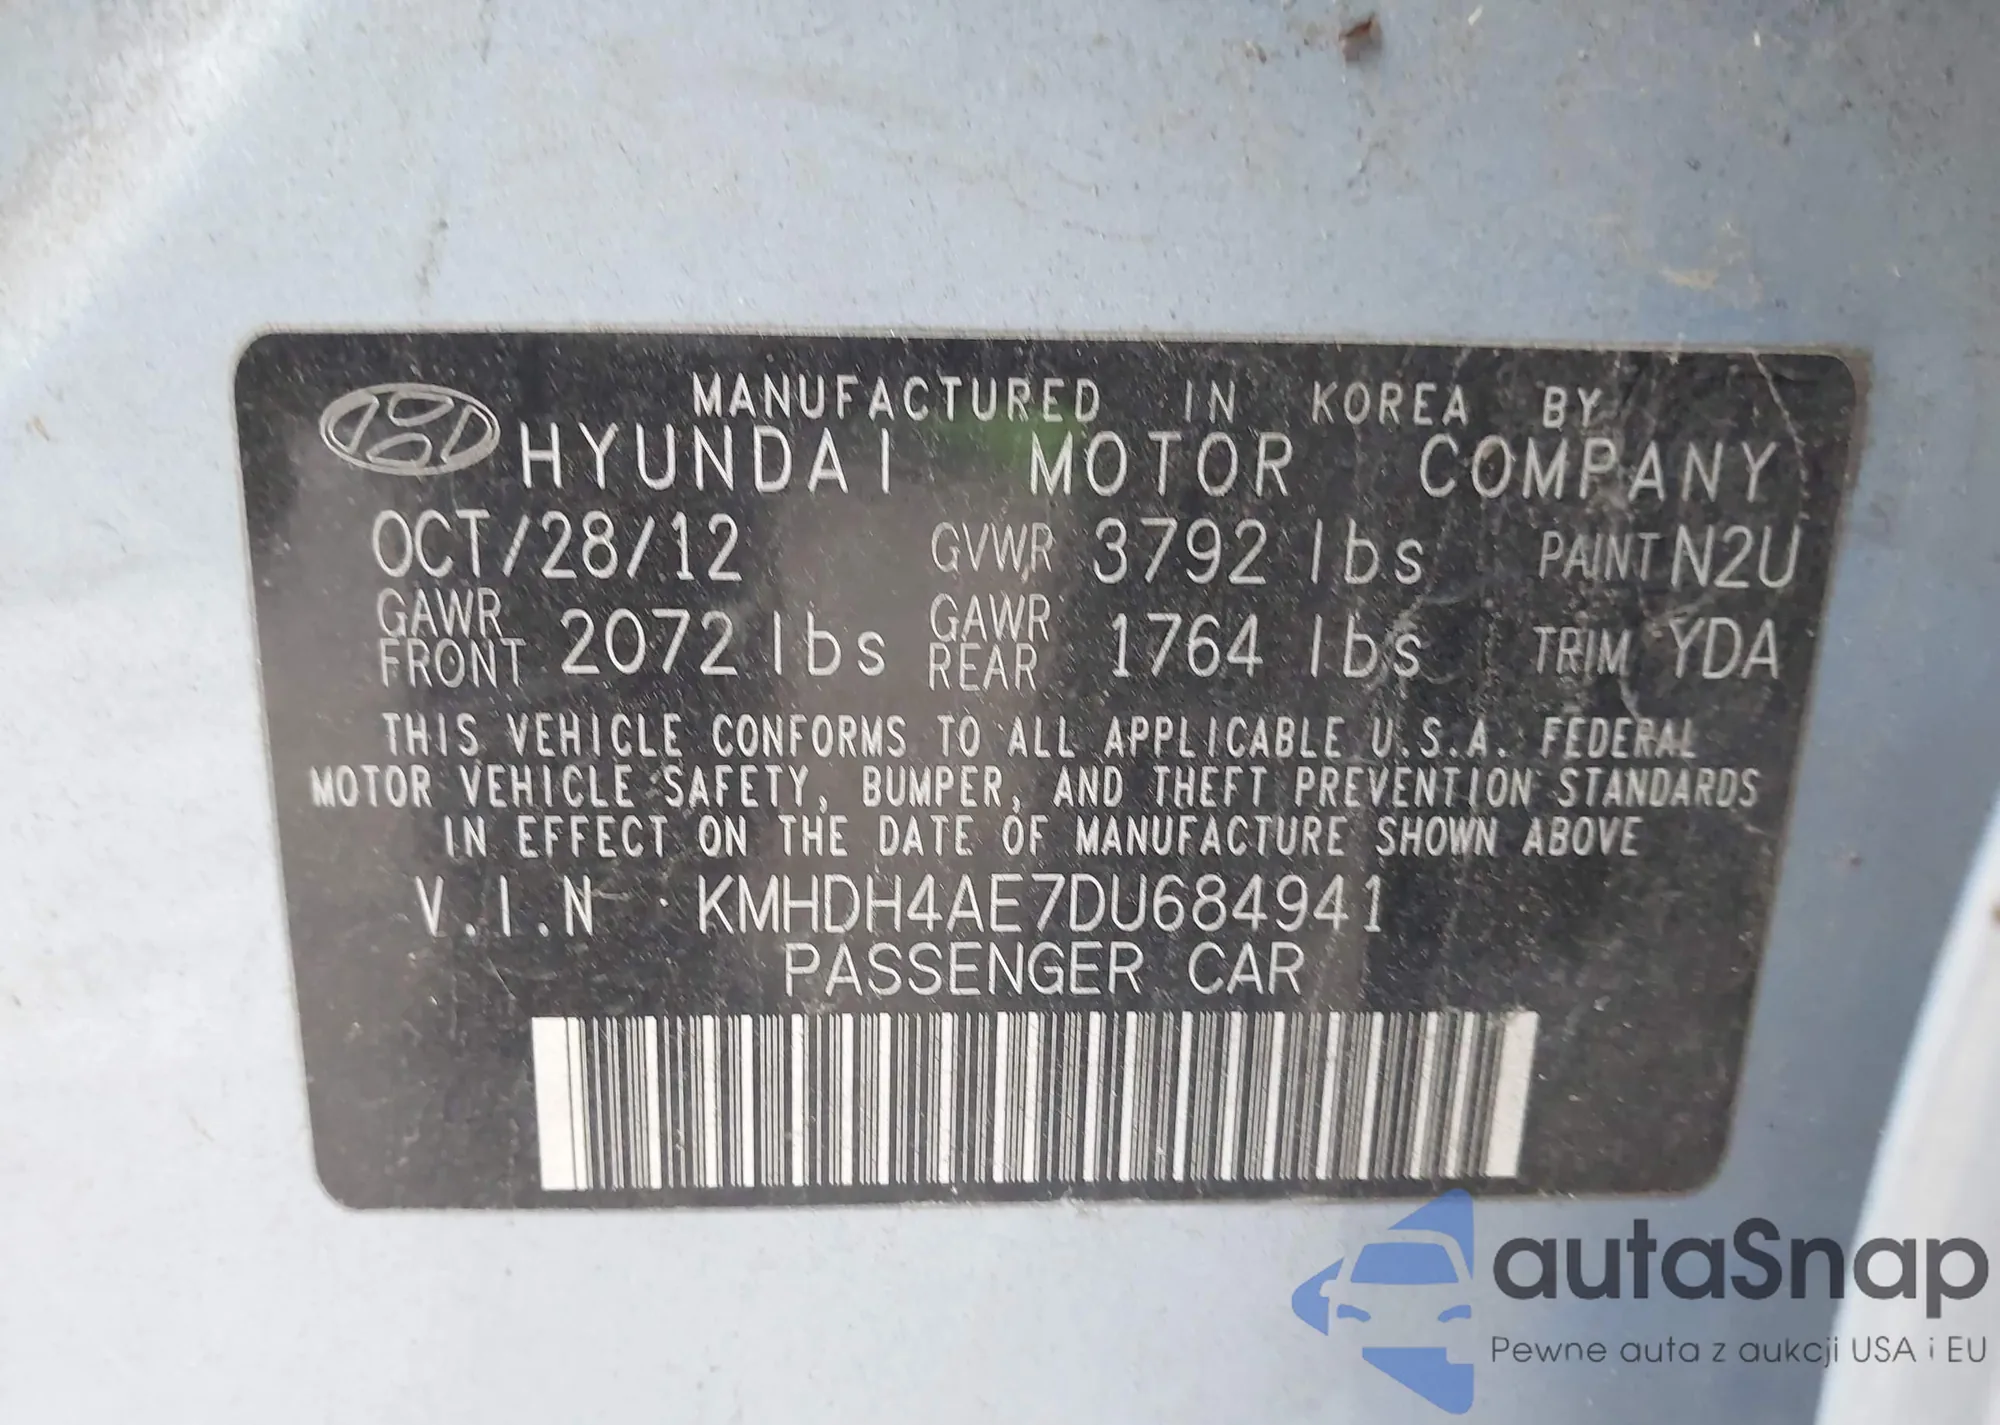 MANUFACTURED IN KOREA BY
HYUNDAI MOTOR COMPANY
OCT/28/12 GVWR 3792 lbs PAINT N2U
GAWR FRONT 2072 lbs GAWR REAR 1764 lbs TRIM YDA
THIS VEHICLE CONFORMS TO ALL APPLICABLE U.S.A. FEDERAL
MOTOR VEHICLE SAFETY, BUMPER, AND THEFT PREVENTION STANDARDS
IN EFFECT ON THE DATE OF MANUFACTURE SHOWN ABOVE
V.I.N : KMHDH4AE7DU684941
PASSENGER CAR
autaSnap
Pewne auta z aukcji USA i EU